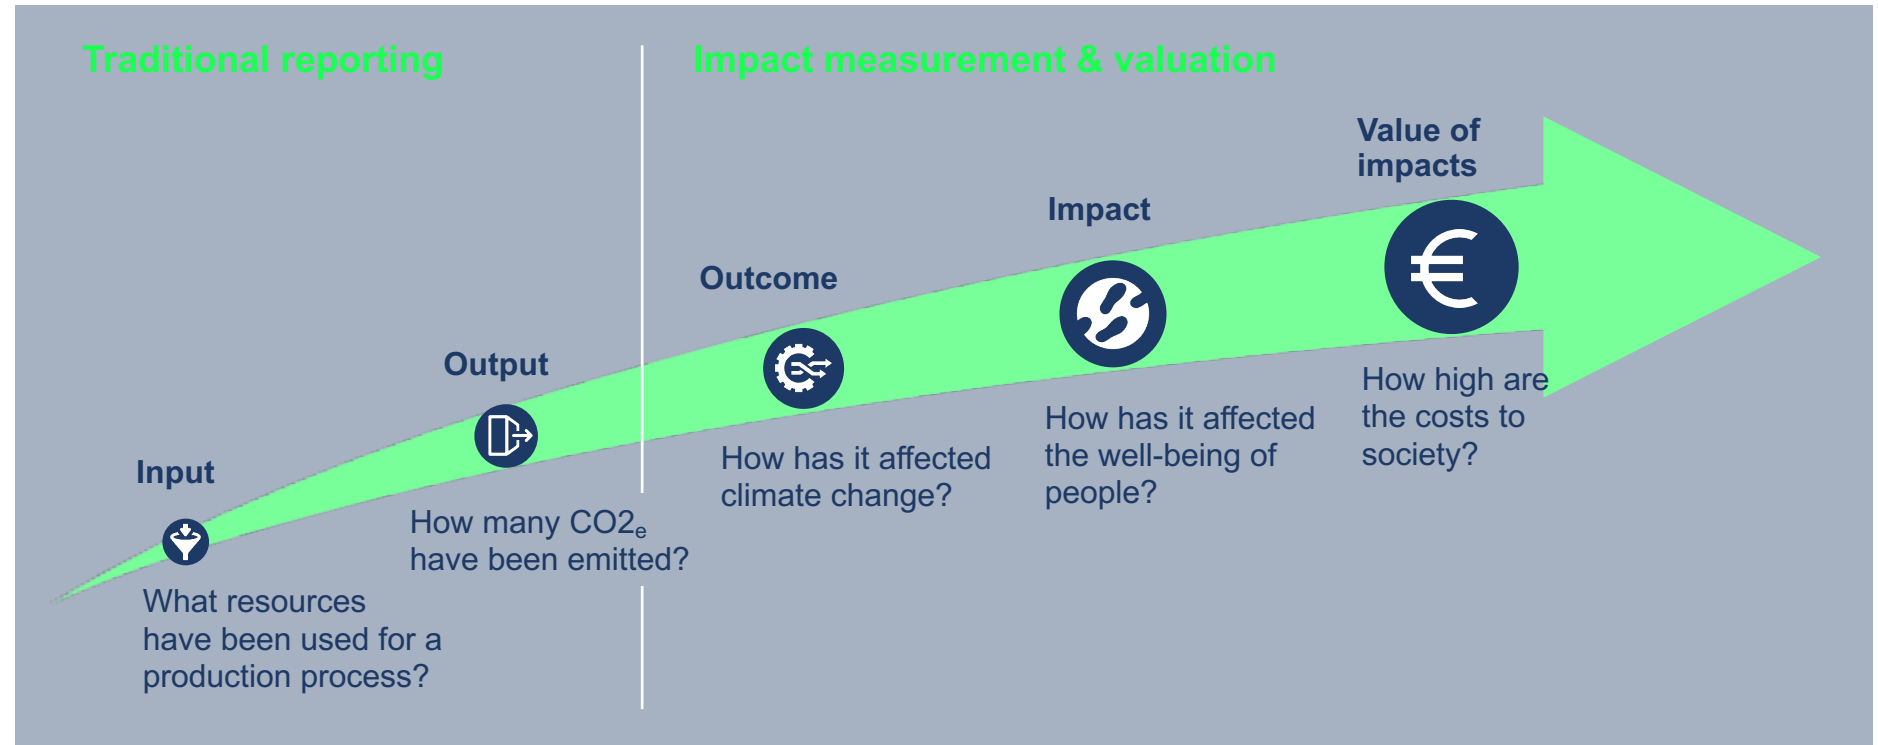 Traditional reporting
Impact measurement & valuation
Input
What resources
have been used for a
production process?
Output
How many CO2e
have been emitted?
Outcome
How has it affected
climate change?
Impact
How has it affected
the well-being of
people?
Value of
impacts
€
How high are
the costs to
society?